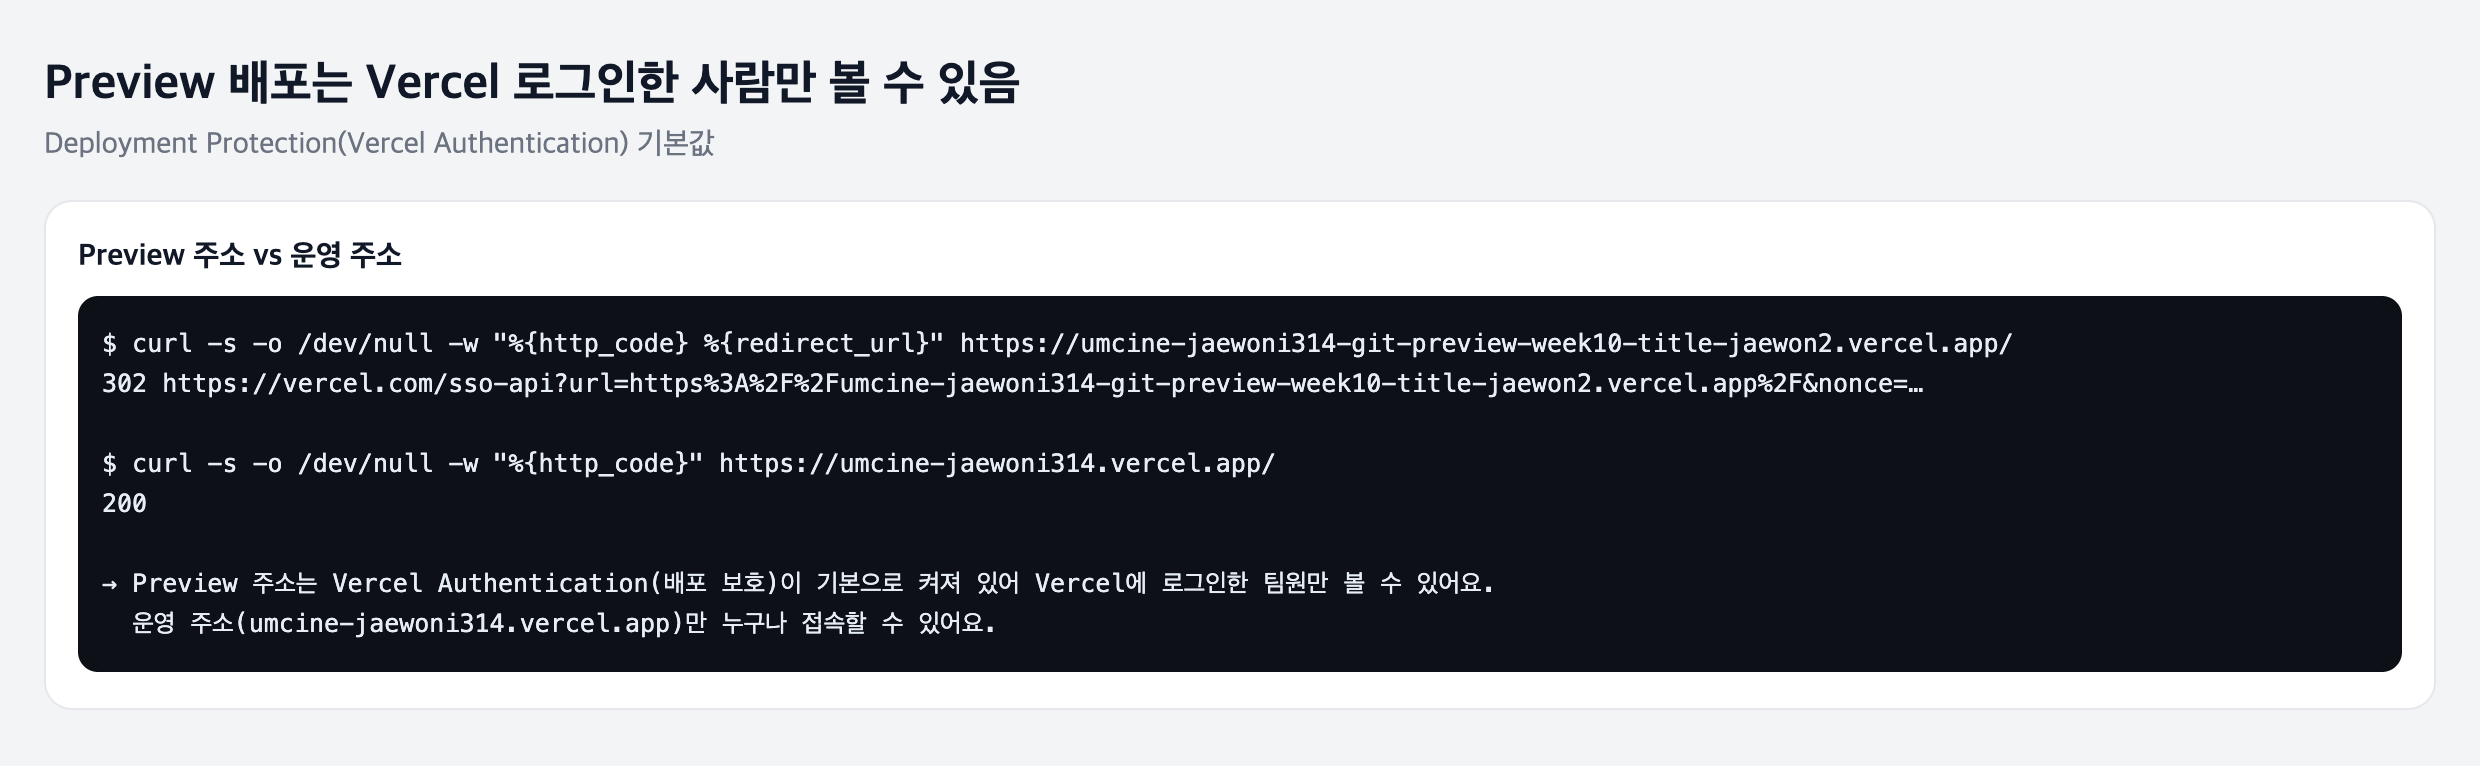 Preview 배포는 Vercel 로그인한 사람만 볼 수 있음
Deployment Protection(Vercel Authentication) 기본값
Preview 주소 vs 운영 주소
$ curl -s -o /dev/null -w "%{http_code} %{redirect_url}" https://umcine-jaewoni314-git-preview-week10-title-jaewon2.vercel.app/
302 https://vercel.com/sso-api?url=https%3A%2F%2Fumcine-jaewoni314-git-preview-week10-title-jaewon2.vercel.app%2F&nonce=…
$ curl -s -o /dev/null -w "%{http_code}" https://umcine-jaewoni314.vercel.app/
200
→ Preview 주소는 Vercel Authentication(배포 보호)이 기본으로 켜져 있어 Vercel에 로그인한 팀원만 볼 수 있어요.
운영 주소(umcine-jaewoni314.vercel.app)만 누구나 접속할 수 있어요.